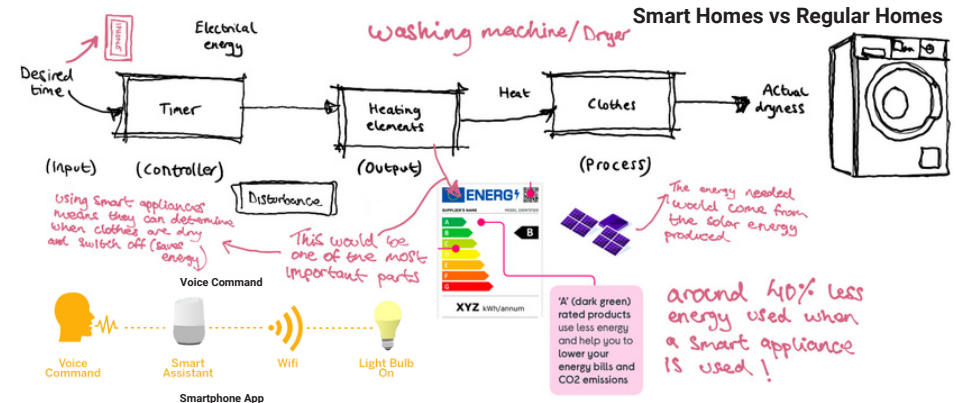 Smart Homes vs Regular Homes
washing machine/Dryer
IPHONE
Electrical
energy
Desired
time
Timer
Heating
elements
Heat
Clothes
Actual
dryness
(Input)
(Controller)
(Output)
(Process)
Disturbance
using smart appliances
means they can determine
when clothes are dry
and switch off (saves
energy)
This would be
one of the most
important parts
ENERG
SUPPLIER'S NAME
MODEL IDENTIFIER
A
B
C
D
E
F
G
B
XYZ kWh/annum
The energy needed
would come from
the solar energy
produced
'A' (dark green)
rated products
use less energy
and help you to
lower your
energy bills and
CO2 emissions
around 40% less
energy used when
a smart appliance
is used!
Voice Command
Voice
Command
Smart
Assistant
Wifi
Light Bulb
On
Smartphone App